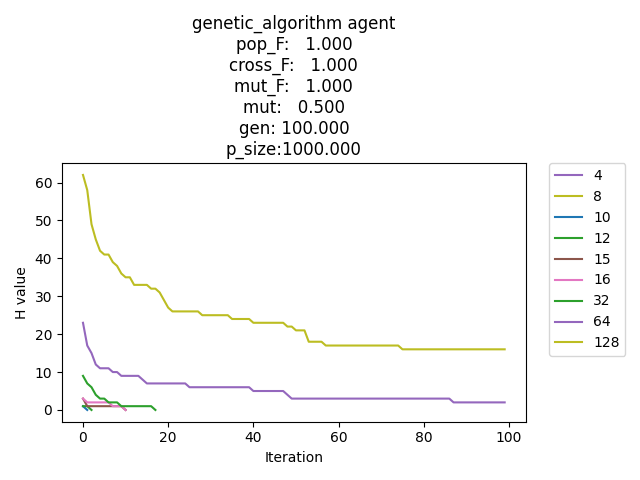 genetic_algorithm agent
pop_F: 1.000
cross_F: 1.000
mut_F: 1.000
mut: 0.500
gen: 100.000
p_size:1000.000
H value
60
50
40
30
20
10
0
0 20 40 60 80 100
Iteration
4
8
10
12
15
16
32
64
128